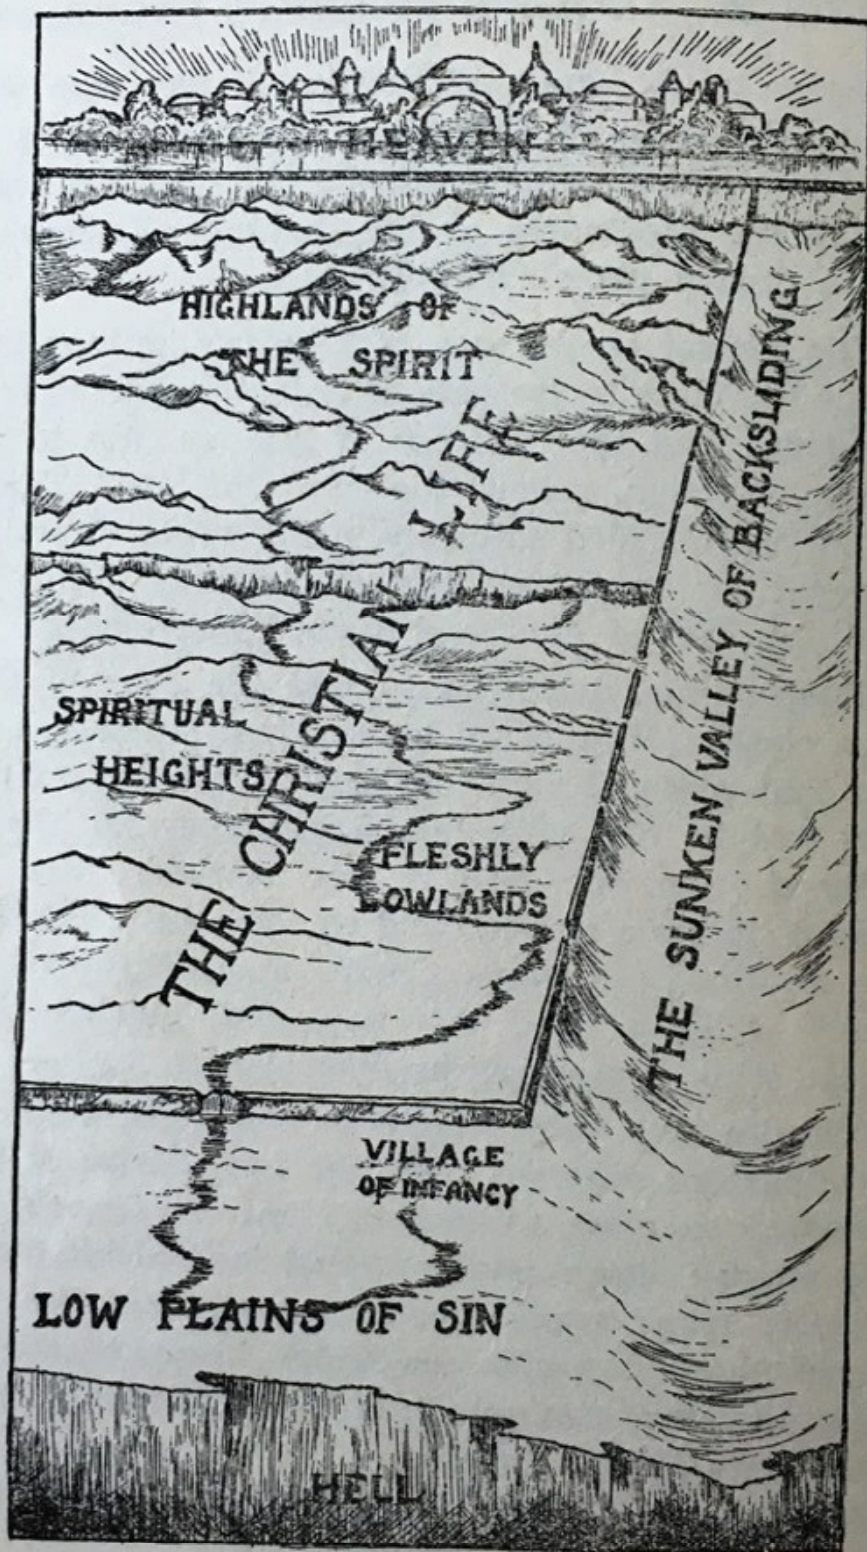 HEAVEN
HIGHLANDS OF
THE SPIRIT
THE CHRISTIAN LIFE
SPIRITUAL
HEIGHTS
FLESHLY
LOWLANDS
THE SUNKEN VALLEY OF BACKSLIDING
VILLAGE
OF INFANCY
LOW PLAINS OF SIN
HELL